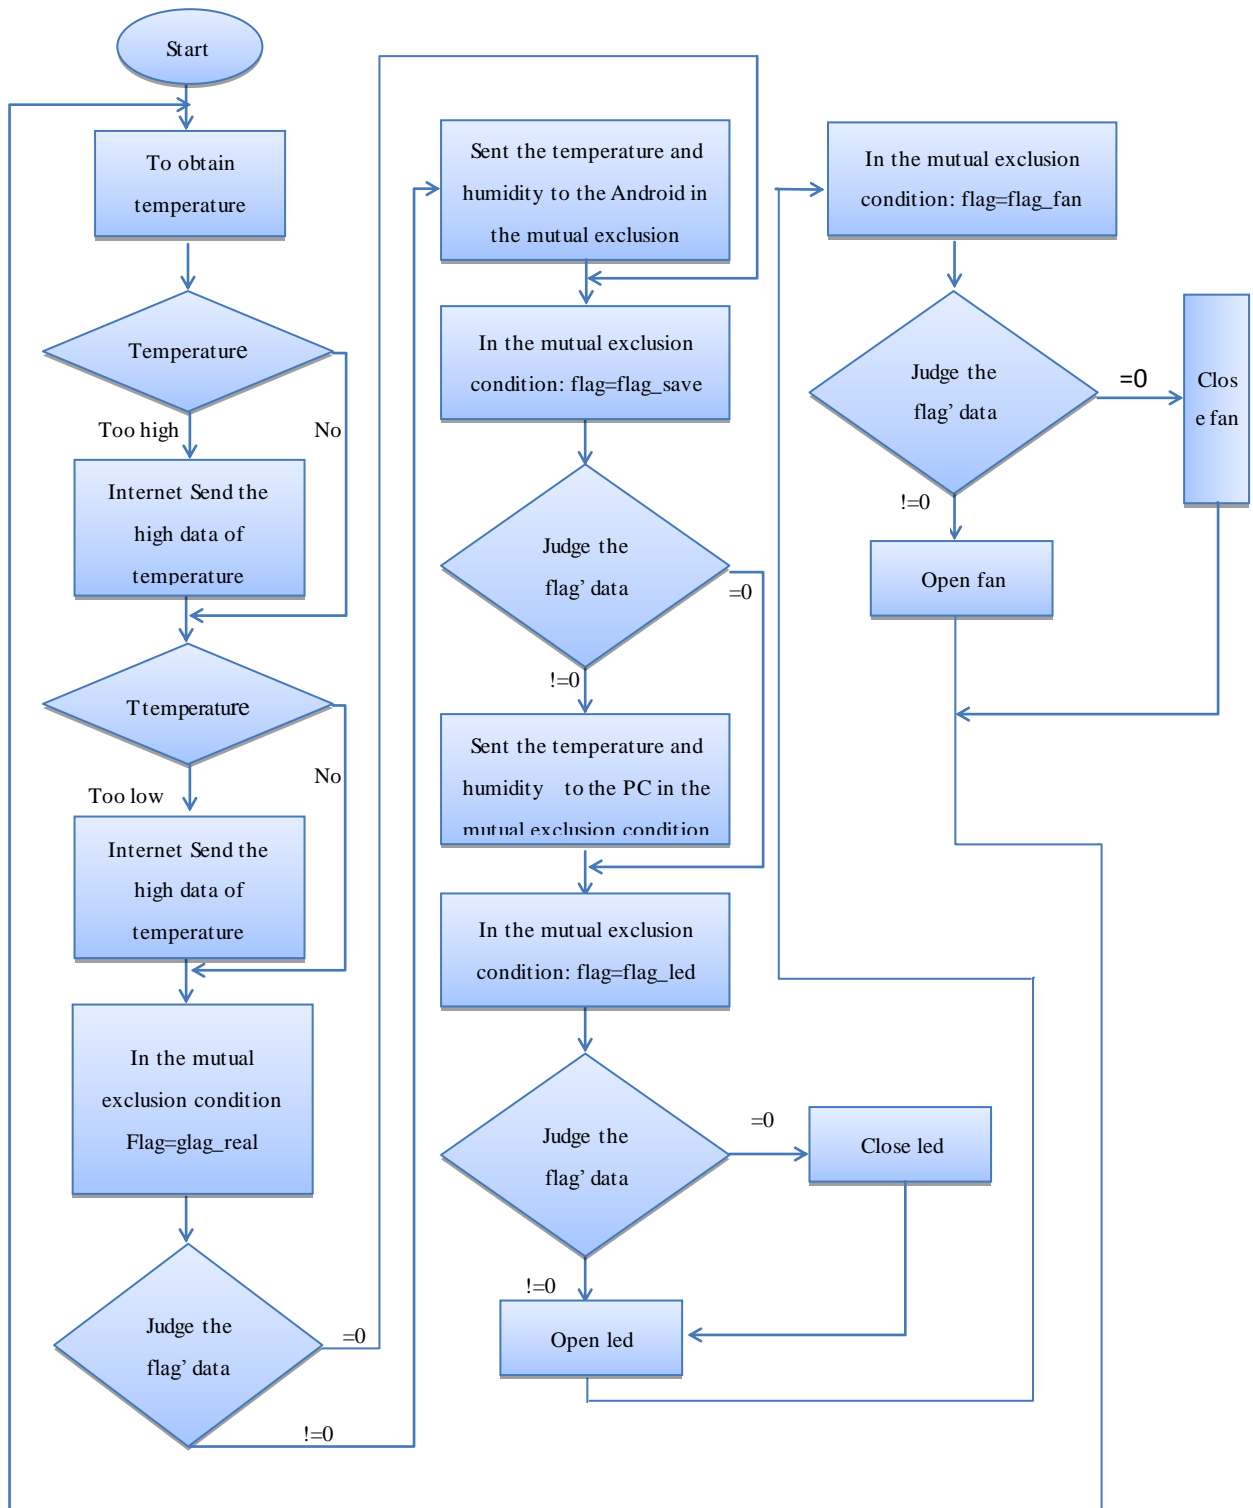 Start
To obtain
temperature
Temperature
Too high
No
Internet Send the
high data of
temperature
Ttemperature
Too low
No
Internet Send the
high data of
temperature
In the mutual
exclusion condition
Flag=glag_real
Judge the
flag' data
=0
!=0
Sent the temperature and
humidity to the Android in
the mutual exclusion
In the mutual exclusion
condition: flag=flag_save
Judge the
flag' data
=0
!=0
Sent the temperature and
humidity to the PC in the
mutual exclusion condition
In the mutual exclusion
condition: flag=flag_led
Judge the
flag' data
=0
Close led
!=0
Open led
In the mutual exclusion
condition: flag=flag_fan
Judge the
flag' data
=0
Clos
e fan
!=0
Open fan